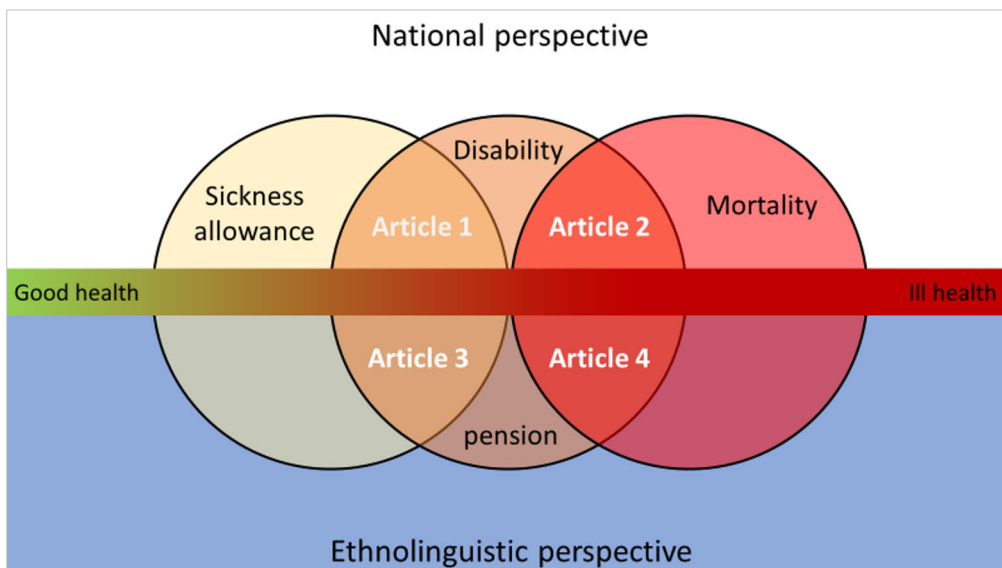 National perspective
Disability
Sickness
allowance
Mortality
Article 1
Article 2
Good health
Ill health
Article 3
Article 4
pension
Ethnolinguistic perspective